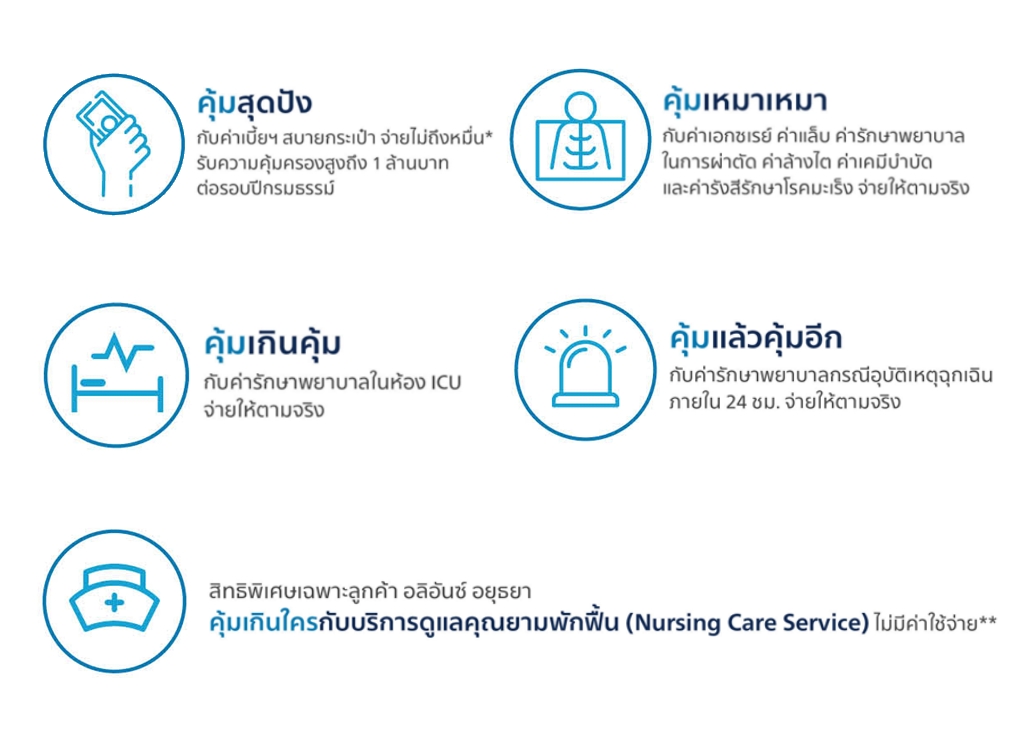 คุ้มสุดปัง
กับค่าเบี้ยฯ สบายกระเป๋า จ่ายไม่ถึงหมื่น*
รับความคุ้มครองสูงถึง 1 ล้านบาท
ต่อรอบปีกรมธรรม์
คุ้มเหมาเหมา
กับค่าเอกซเรย์ ค่าแล็บ ค่ารักษาพยาบาล
ในการผ่าตัด ค่าล้างไต ค่าเคมีบำบัด
และค่ารังสีรักษาโรคมะเร็ง จ่ายให้ตามจริง
คุ้มเกินคุ้ม
กับค่ารักษาพยาบาลในห้อง ICU
จ่ายให้ตามจริง
คุ้มแล้วคุ้มอีก
กับค่ารักษาพยาบาลกรณีอุบัติเหตุฉุกเฉิน
ภายใน 24 ชม. จ่ายให้ตามจริง
สิทธิพิเศษเฉพาะลูกค้า อลิอันซ์ อยุธยา
คุ้มเกินใครกับบริการดูแลคุณยามพักฟื้น (Nursing Care Service) ไม่มีค่าใช้จ่าย**